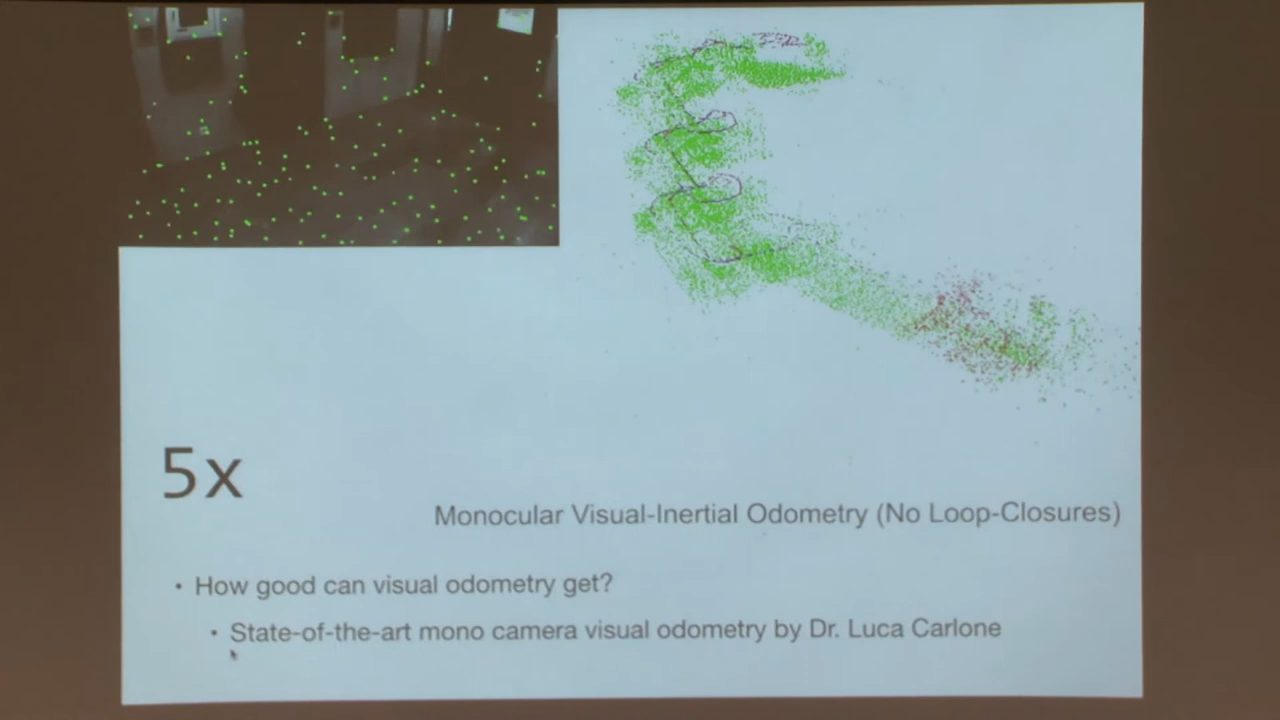 5x
Monocular Visual-Inertial Odometry (No Loop-Closures)
• How good can visual odometry get?
• State-of-the-art mono camera visual odometry by Dr. Luca Carlone